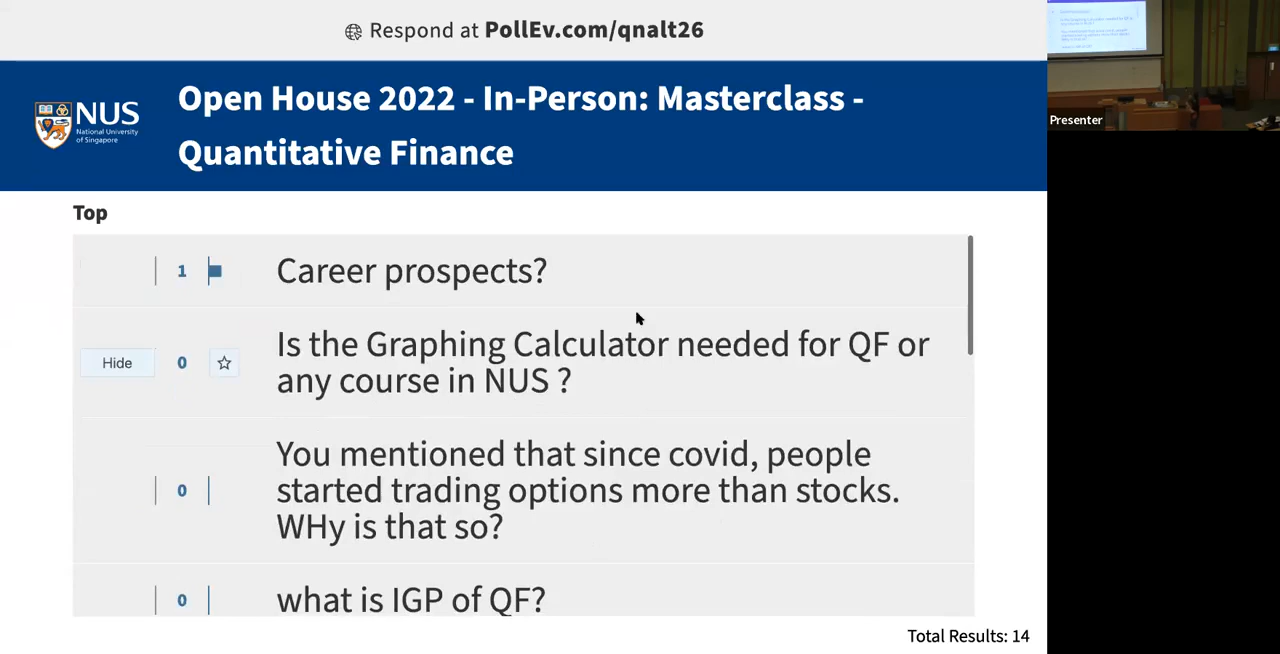 Respond at PollEv.com/qnalt26
NUS
National University
of Singapore
Open House 2022 - In-Person: Masterclass -
Quantitative Finance
Top
1
Career prospects?
Hide
0
Is the Graphing Calculator needed for QF or
any course in NUS ?
0
You mentioned that since covid, people
started trading options more than stocks.
WHy is that so?
0
what is IGP of QF?
Total Results: 14
Presenter